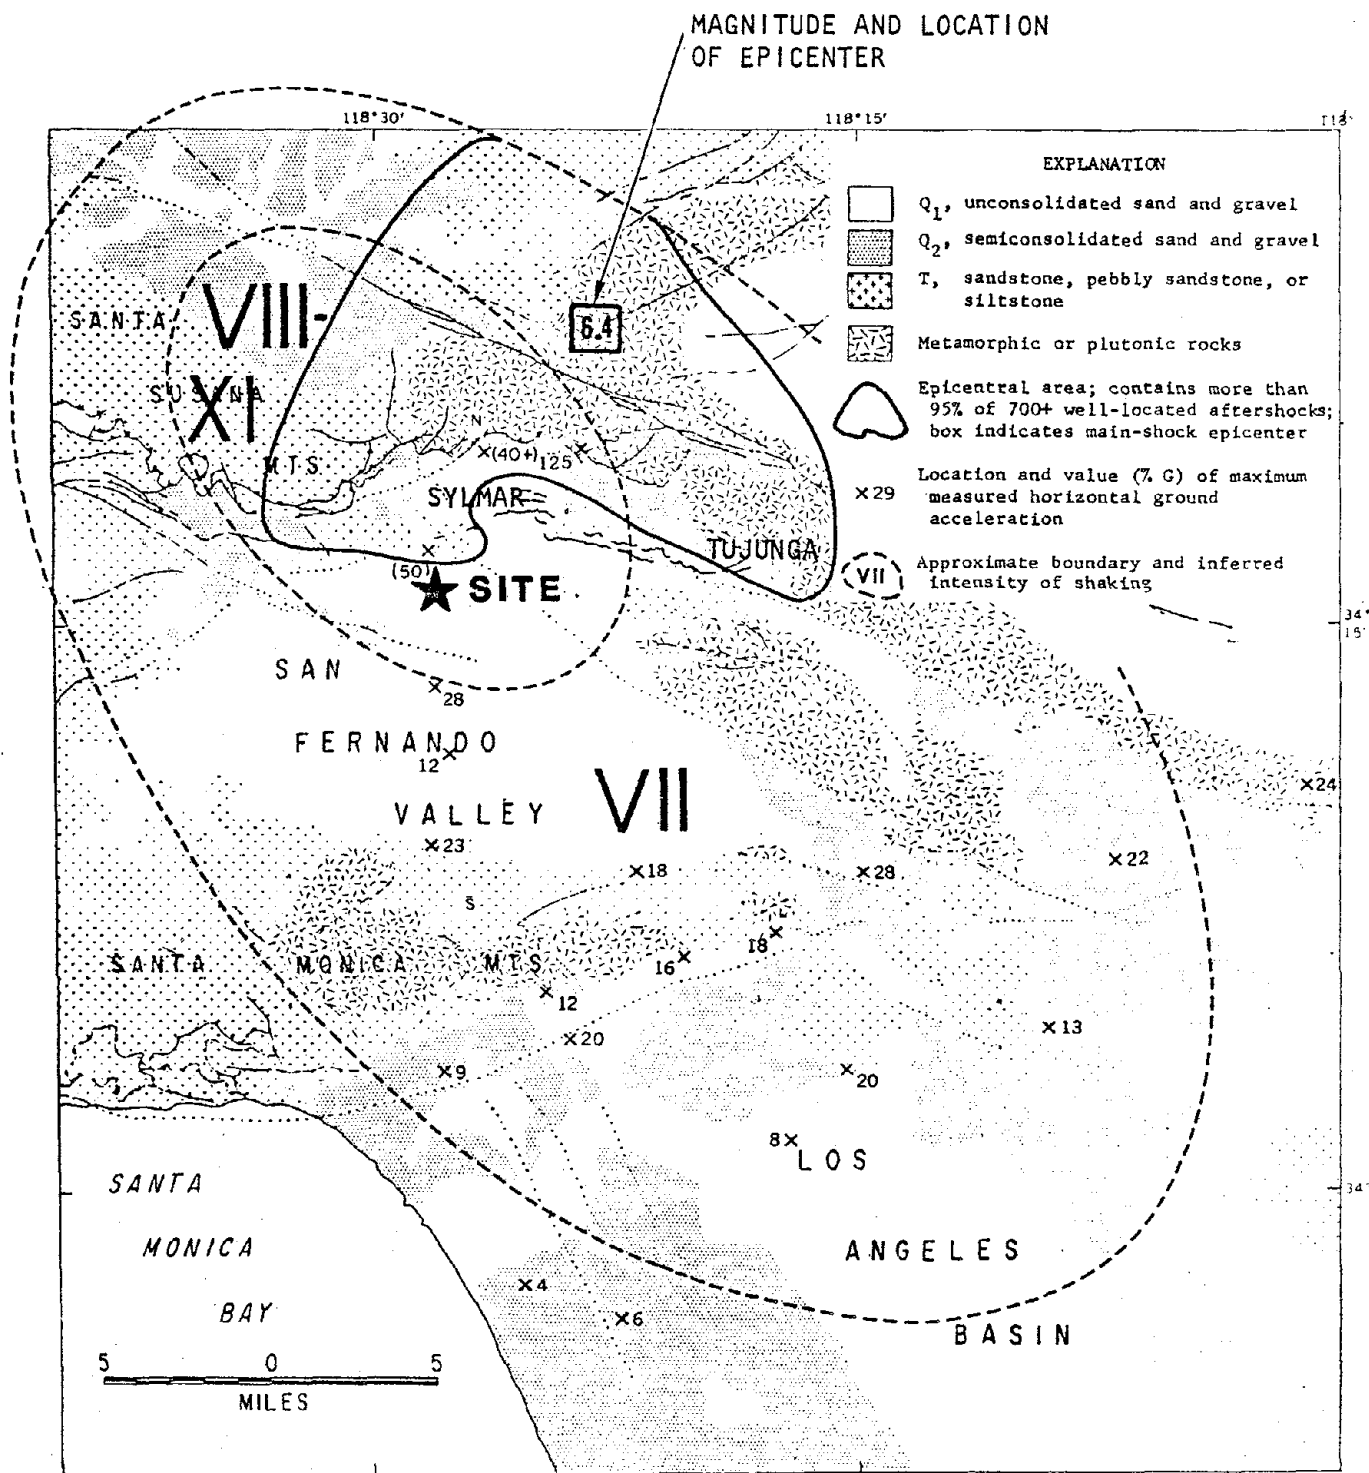 MAGNITUDE AND LOCATION
OF EPICENTER
118°30'
118°15'
EXPLANATION
Q1, unconsolidated sand and gravel
Q2, semiconsolidated sand and gravel
T, sandstone, pebbly sandstone, or
siltstone
Metamorphic or plutonic rocks
Epicentral area; contains more than
95% of 700+ well-located aftershocks;
box indicates main-shock epicenter
×29
Location and value (% G) of maximum
measured horizontal ground
acceleration
VII
Approximate boundary and inferred
intensity of shaking
6.4
SANTA
SUSANA
MTS
VIII-
XI
N
×(40+)
125×
SYLMAR
TUJUNGA
×
(50)
★ SITE
34°
15'
SAN
×28
FERNANDO
12×
VALLEY
VII
×24
×23
×18
×28
×22
S
18×
16×
SANTA
MONICA
MTS
×12
×20
×13
×9
×20
8×
LOS
SANTA
MONICA
BAY
34°
ANGELES
×4
×6
BASIN
5 0 5
MILES